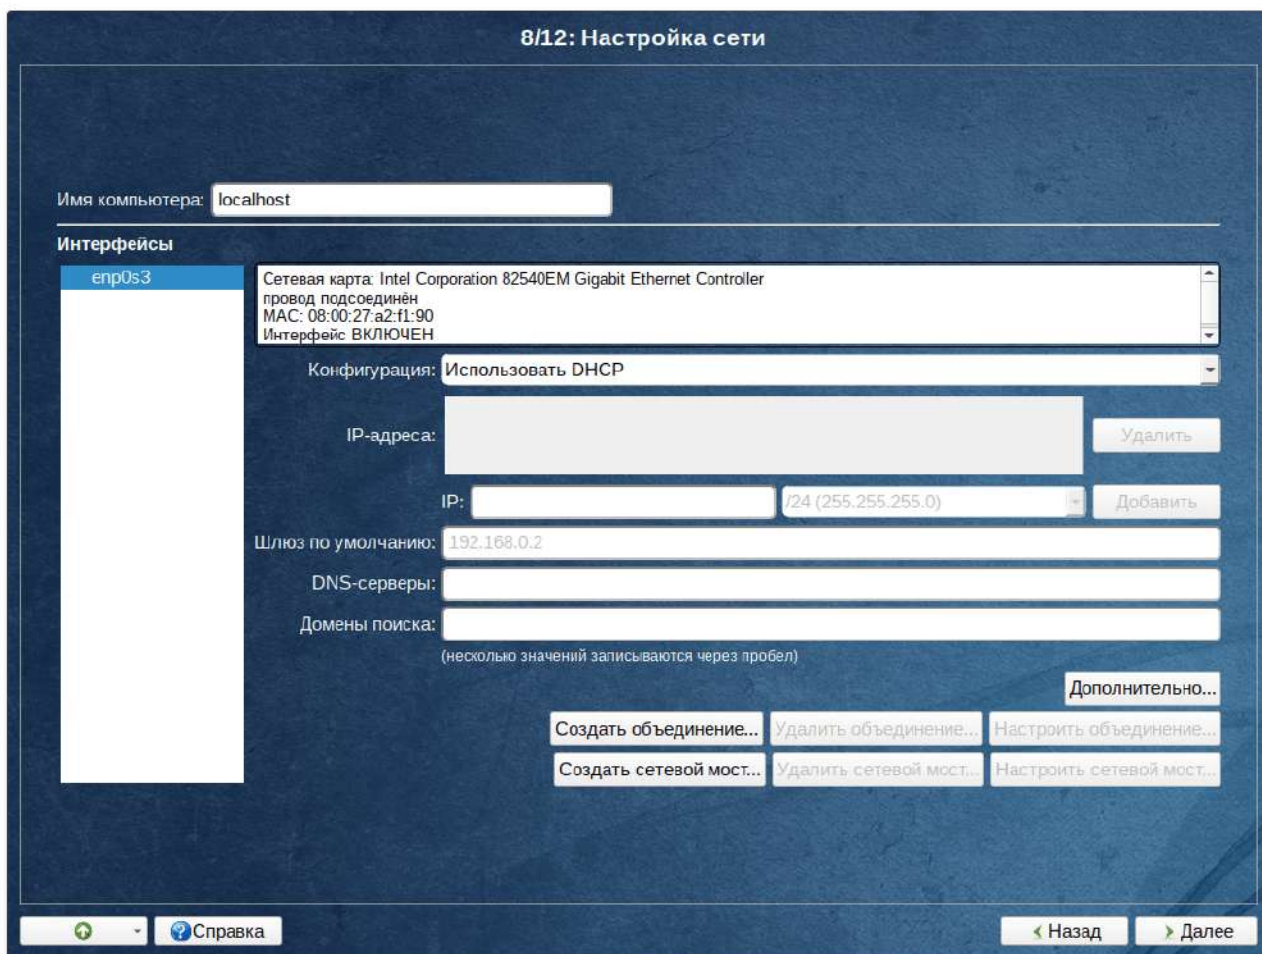 8/12: Настройка сети
Имя компьютера: localhost
Интерфейсы
enp0s3
Сетевая карта: Intel Corporation 82540EM Gigabit Ethernet Controller
провод подсоединён
MAC: 08:00:27:a2:f1:90
Интерфейс ВКЛЮЧЕН
Конфигурация: Использовать DHCP
IP-адреса: Удалить
IP: /24 (255.255.255.0) Добавить
Шлюз по умолчанию: 192.168.0.2
DNS-серверы:
Домены поиска:
(несколько значений записываются через пробел)
Дополнительно...
Создать объединение... Удалить объединение... Настроить объединение...
Создать сетевой мост... Удалить сетевой мост... Настроить сетевой мост...
Справка Назад Далее